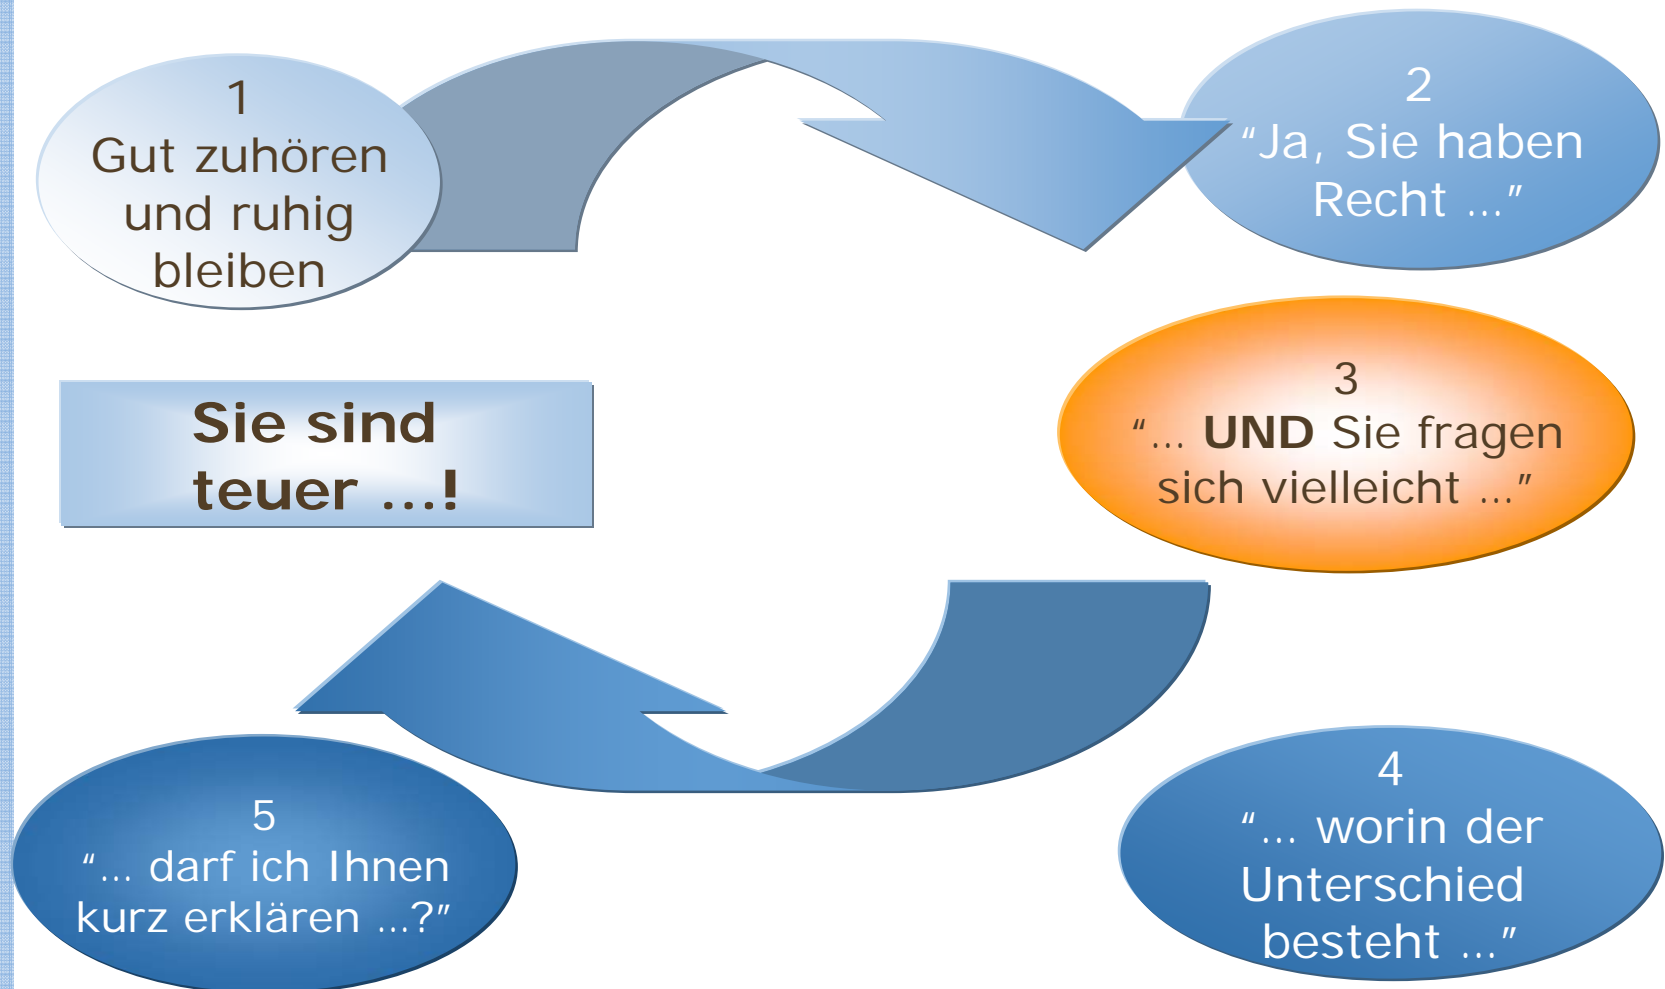 1
Gut zuhören
und ruhig
bleiben
2
“Ja, Sie haben
Recht …”
Sie sind
teuer …!
3
“… UND Sie fragen
sich vielleicht …”
4
“… worin der
Unterschied
besteht …”
5
“… darf ich Ihnen
kurz erklären …?”